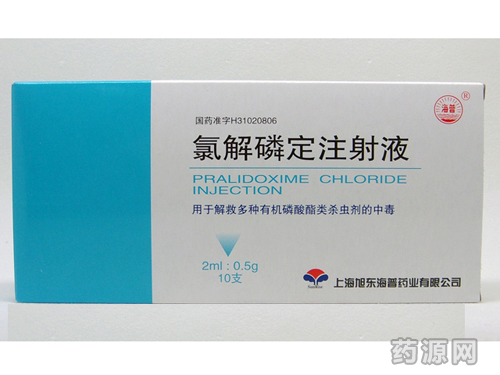 海普
®
国药准字H31020806
氯解磷定注射液
PRALIDOXIME CHLORIDE
INJECTION
用于解救多种有机磷酸酯类杀虫剂的中毒
2ml : 0.5g
10支
上海旭东海普药业有限公司
药源网